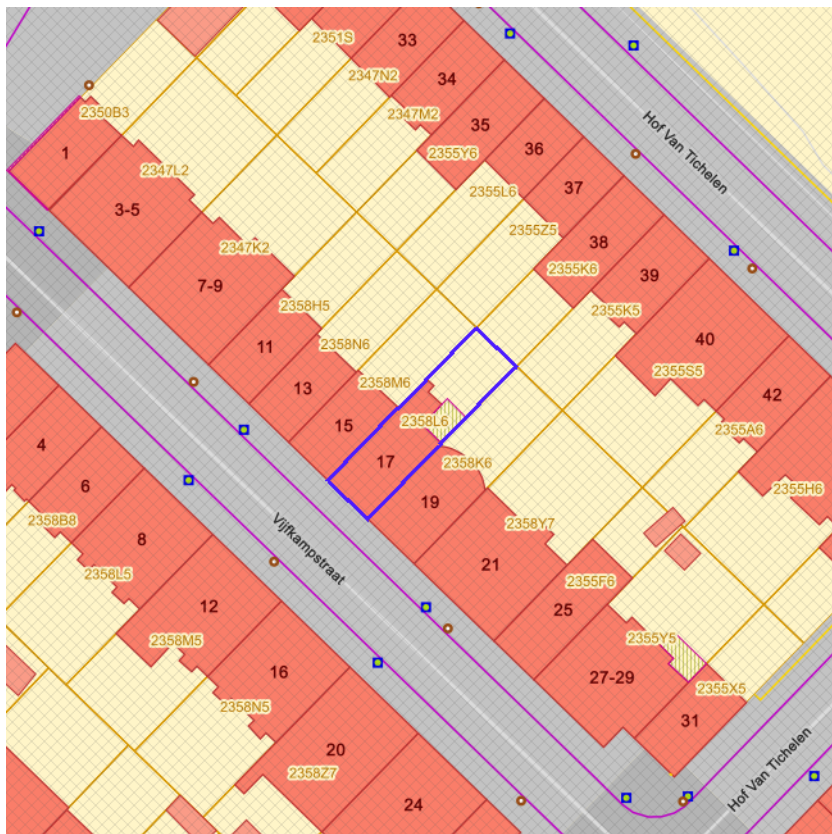 33
2351S
2347N2
34
2350B3
2347M2
35
Hof Van Tichelen
36
1
2355Y6
2347L2
37
2355L6
3-5
2355Z5
38
2347K2
2355K6
39
7-9
2358H5
2355K5
40
2358N6
11
2355S5
2358M6
13
42
15
2358L6
2355A6
4
17
2358K6
6
2355H6
19
2358B8
2358Y7
8
Vijfkampstraat
21
2358L5
2355F6
12
25
2358M5
2355Y5
16
27-29
2355X5
2358N5
31
20
Hof Van Tichelen
2358Z7
24